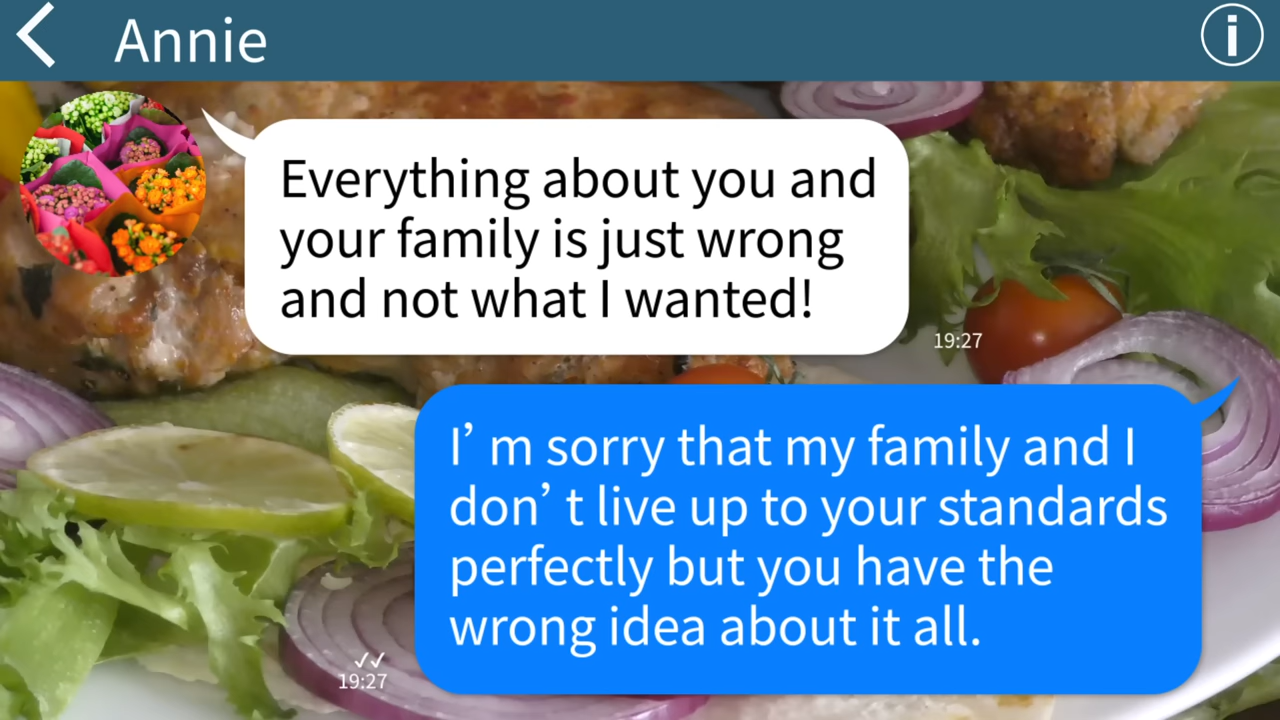 Annie
Everything about you and
your family is just wrong
and not what I wanted!
19:27
I’m sorry that my family and I
don’t live up to your standards
perfectly but you have the
wrong idea about it all.
19:27